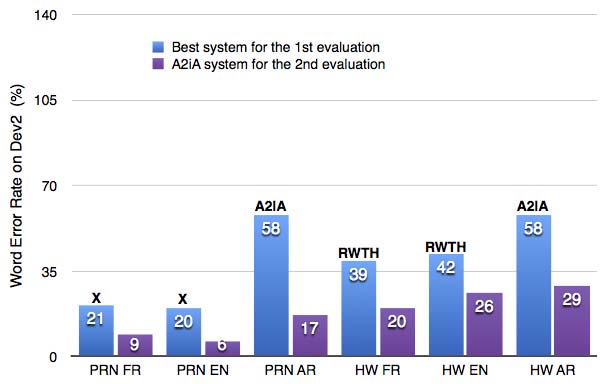 140
105
70
35
0
Word Error Rate on Dev2 (%)
Best system for the 1st evaluation
A2iA system for the 2nd evaluation
X
21
9
X
20
6
A2IA
58
17
RWTH
39
20
RWTH
42
26
A2IA
58
29
PRN FR
PRN EN
PRN AR
HW FR
HW EN
HW AR